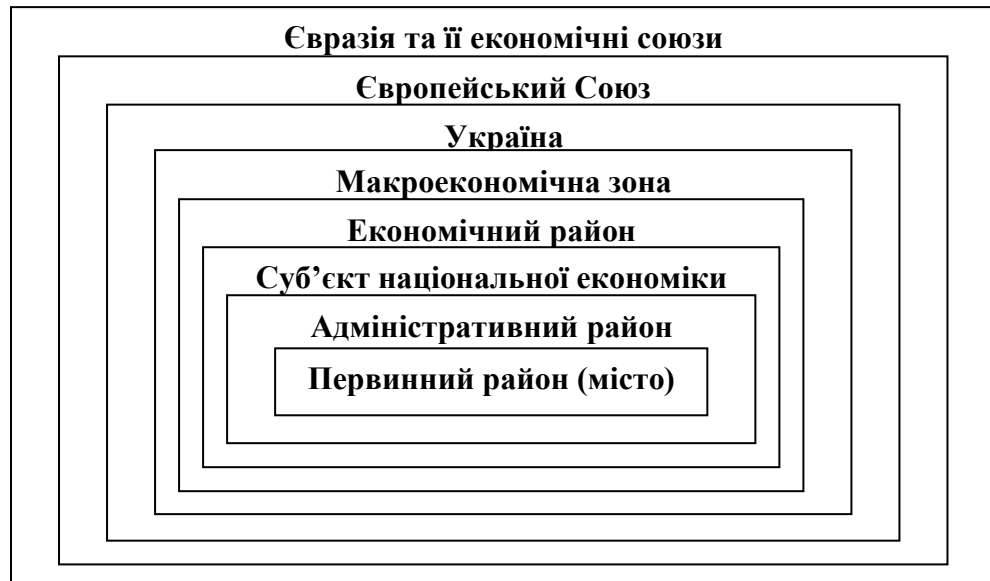 Євразія та її економічні союзи
Європейський Союз
Україна
Макроекономічна зона
Економічний район
Суб’єкт національної економіки
Адміністративний район
Первинний район (місто)